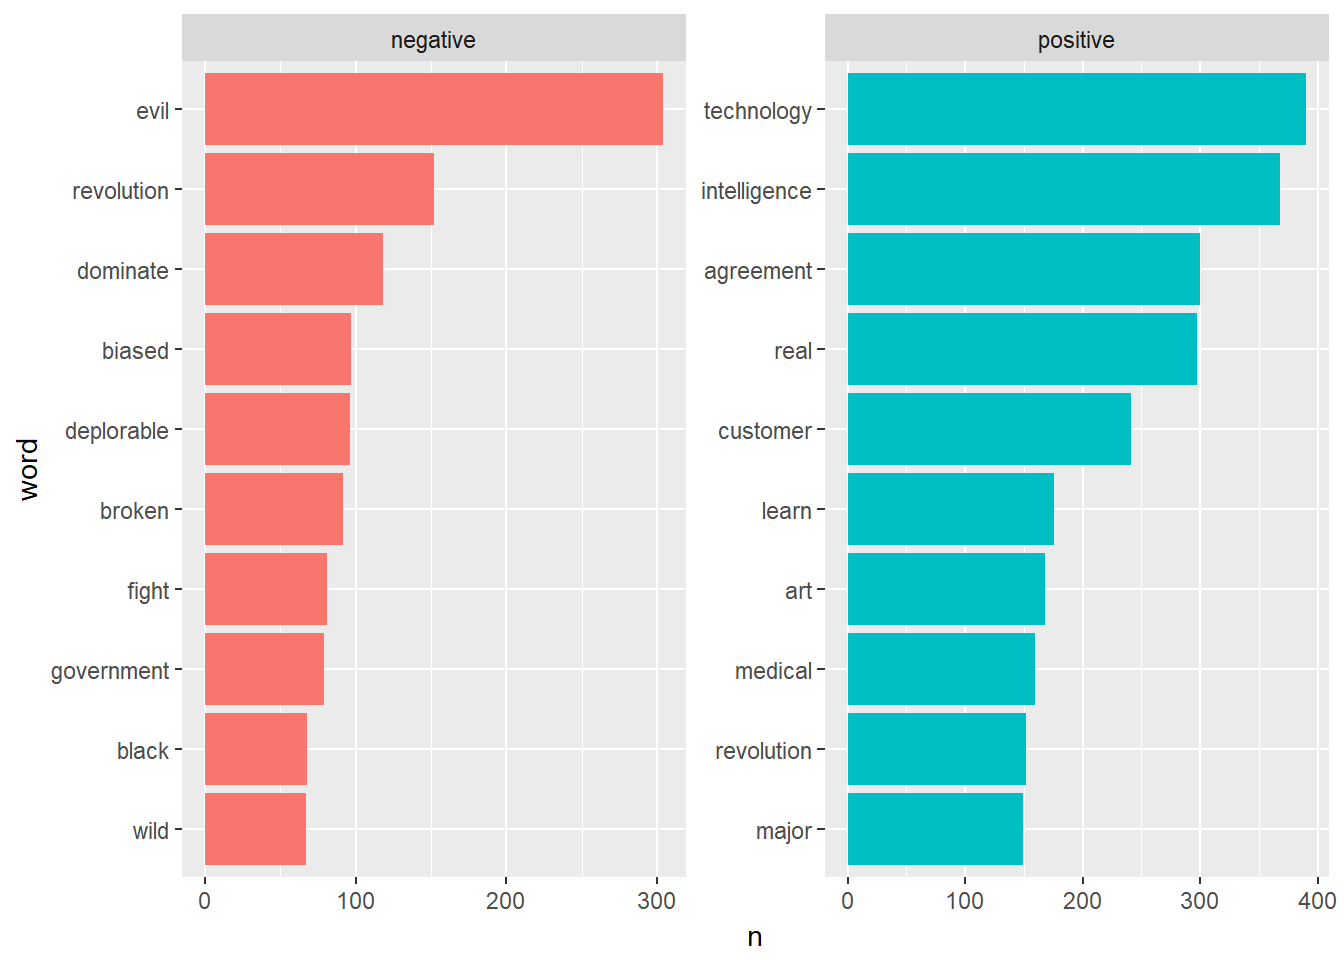 negative
evil
revolution
dominate
biased
deplorable
broken
fight
government
black
wild
0 100 200 300
positive
technology
intelligence
agreement
real
customer
learn
art
medical
revolution
major
0 100 200 300 400
word
n